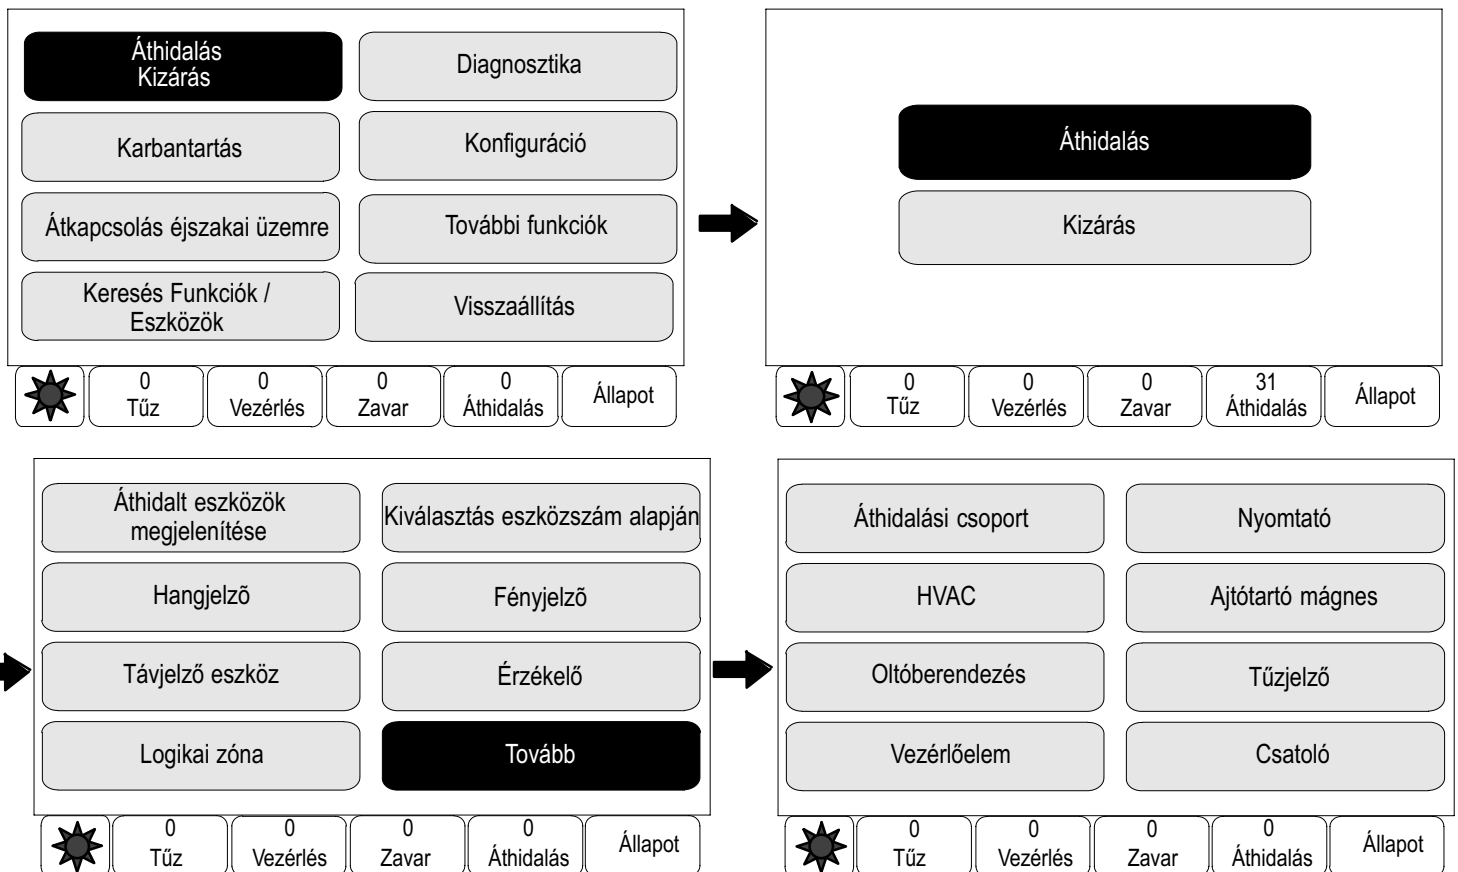 Áthidalás
Kizárás
Diagnosztika
Karbantartás
Konfiguráció
Átkapcsolás éjszakai üzemre
További funkciók
Keresés Funkciók /
Eszközök
Visszaállítás
0
Tűz
0
Vezérlés
0
Zavar
0
Áthidalás
Állapot
Áthidalás
Kizárás
0
Tűz
0
Vezérlés
0
Zavar
31
Áthidalás
Állapot
Áthidalt eszközök
megjelenítése
Kiválasztás eszközszám alapján
Hangjelzõ
Fényjelzõ
Távjelző eszköz
Érzékelő
Logikai zóna
Tovább
0
Tűz
0
Vezérlés
0
Zavar
0
Áthidalás
Állapot
Áthidalási csoport
Nyomtató
HVAC
Ajtótartó mágnes
Oltóberendezés
Tűzjelző
Vezérlőelem
Csatoló
0
Tűz
0
Vezérlés
0
Zavar
0
Áthidalás
Állapot